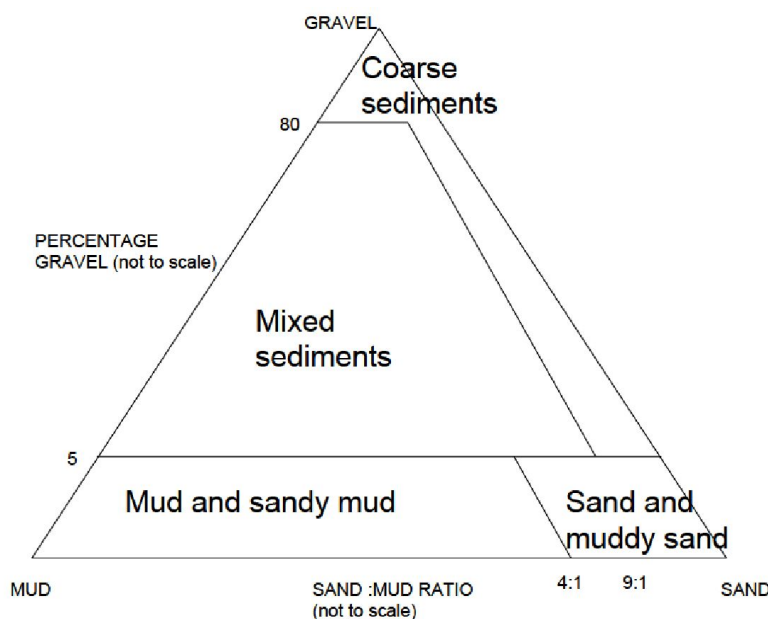 GRAVEL
Coarse
sediments
80
PERCENTAGE
GRAVEL (not to scale)
Mixed
sediments
5
Mud and sandy mud
Sand and
muddy sand
MUD
SAND :MUD RATIO
(not to scale)
4:1
9:1
SAND